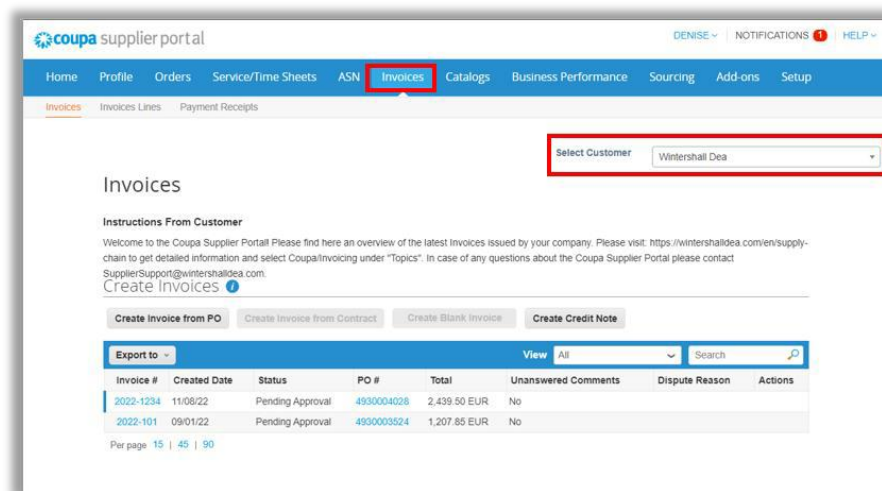 coupa supplier portal
DENISE NOTIFICATIONS 1 HELP
Home Profile Orders Service/Time Sheets ASN Invoices Catalogs Business Performance Sourcing Add-ons Setup
Invoices Invoices Lines Payment Receipts
Select Customer Wintershall Dea
Invoices
Instructions From Customer
Welcome to the Coupa Supplier Portal! Please find here an overview of the latest Invoices issued by your company. Please visit: https://wintershalldea.com/en/supply-
chain to get detailed information and select Coupa/Invoicing under "Topics". In case of any questions about the Coupa Supplier Portal please contact
SupplierSupport@wintershalldea.com.
Create Invoices i
Create Invoice from PO Create Invoice from Contract Create Blank Invoice Create Credit Note
Export to View All Search
Invoice # Created Date Status PO # Total Unanswered Comments Dispute Reason Actions
2022-1234 11/08/22 Pending Approval 4930004028 2,439.50 EUR No
2022-101 09/01/22 Pending Approval 4930003524 1,207.85 EUR No
Per page 15 | 45 | 90